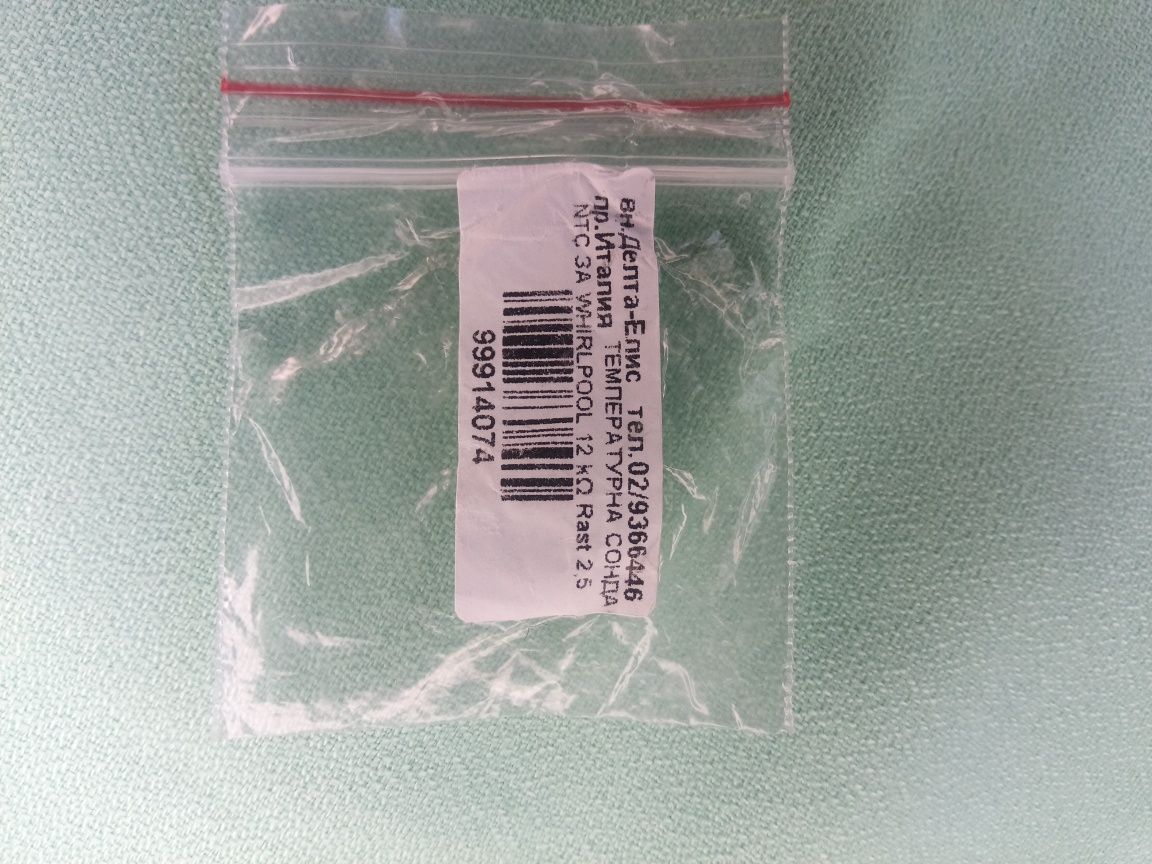 вн.Делта-Елис тел.02/9366446
пр.Италия ТЕМПЕРАТУРНА СОНДА
NTC ЗА WHIRLPOOL 12 kΩ Rast 2,5
99914074